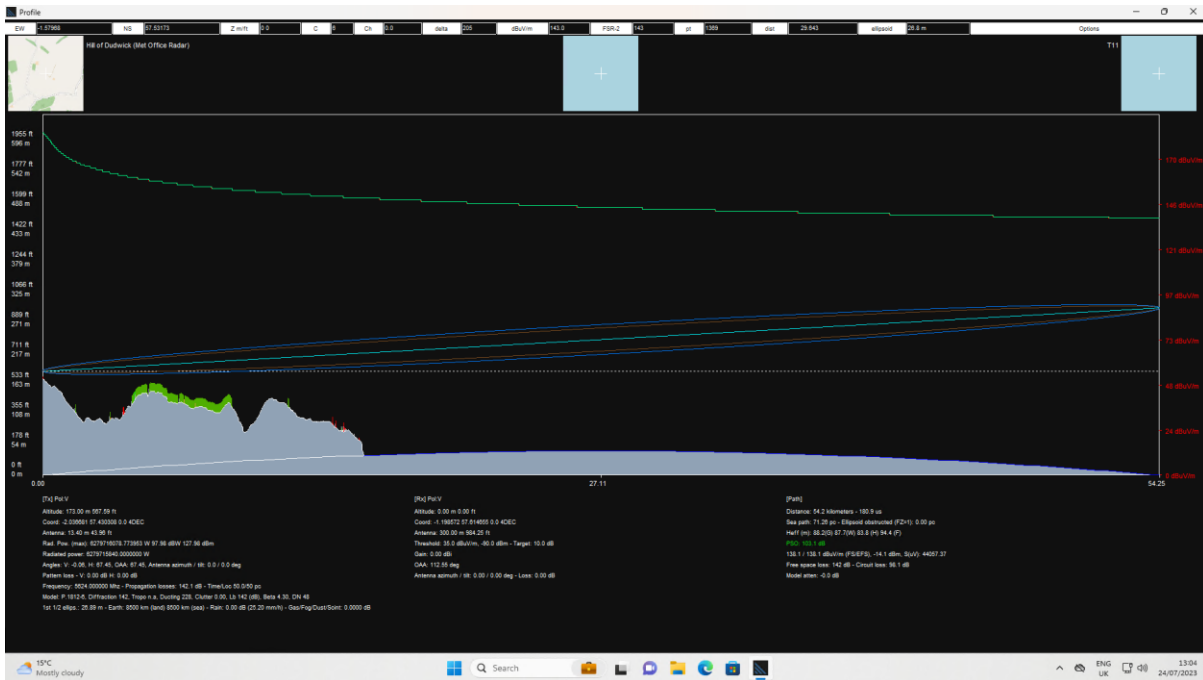 Profile
EW -1.57968 NS 57.53173 Z m/ft 0.0 C 6 Ch 0.0 delta 205 dBuV/m 143.0 FSR-2 143 pt 1389 dist 29.643 ellipsoid 26.8 m Options
Hill of Dudwick (Met Office Radar)
T11
1955 ft
596 m
1777 ft
542 m
1599 ft
488 m
1422 ft
433 m
1244 ft
379 m
1066 ft
325 m
889 ft
271 m
711 ft
217 m
533 ft
163 m
355 ft
108 m
178 ft
54 m
0 ft
0 m
170 dBuV/m
146 dBuV/m
97 dBuV/m
73 dBuV/m
48 dBuV/m
24 dBuV/m
0 dBuV/m
0.00 27.11 54.25
[Tx] Pol:V
Altitude: 173.00 m 567.59 ft
Coord: -2.036681 57.430308 0.0 4DEC
Antenna: 13.40 m 43.96 ft
Rad. Pow. (max): 6279716078.773953 W 97.98 dBW 127.98 dBm
Radiated power: 6279715840.0000000 W
Angles: V: -0.06, H: 67.45, OAA: 67.45, Antenna azimuth / tilt: 0.0 / 0.0 deg
Pattern loss - V: 0.00 dB H: 0.00 dB
Frequency: 5624.000000 Mhz - Propagation losses: 142.1 dB - Time/Loc 50.0/50 pc
Model: P.1812-6, Diffraction 142, Tropo n.a, Ducting 228, Clutter 0.00, Lb 142 (dB), Beta 4.30, DN 45
1st 1/2 ellips.: 26.89 m - Earth: 8500 km (land) 8500 km (sea) - Rain: 0.00 dB (25.20 mm/h) - Gas/Fog/Dust/Scint: 0.0000 dB
[Rx] Pol:V
Altitude: 0.00 m 0.00 ft
Coord: -1.198572 57.614655 0.0 4DEC
Antenna: 300.00 m 984.25 ft
Threshold: 35.0 dBuV/m, -80.0 dBm - Target: 10.0 dB
Gain: 0.00 dBi
OAA: 112.55 deg
Antenna azimuth / tilt: 0.00 / 0.00 deg - Loss: 0.00 dB
[Path]
Distance: 54.2 kilometers - 180.9 us
Sea path: 71.25 pc - Ellipsoid obstructed (FZ=1): 0.00 pc
Heff (m): 88.2(G) 87.7(W) 83.8 (H) 94.4 (F)
FSG: 103.1 dB
138.1 / 138.1 dBuV/m (FS/EFS), -14.1 dBm, S(uV): 44057.37
Free space loss: 142 dB - Circuit loss: 98.1 dB
Model atten: -0.0 dB
15°C
Mostly cloudy
Search
ENG
UK
13:04
24/07/2023